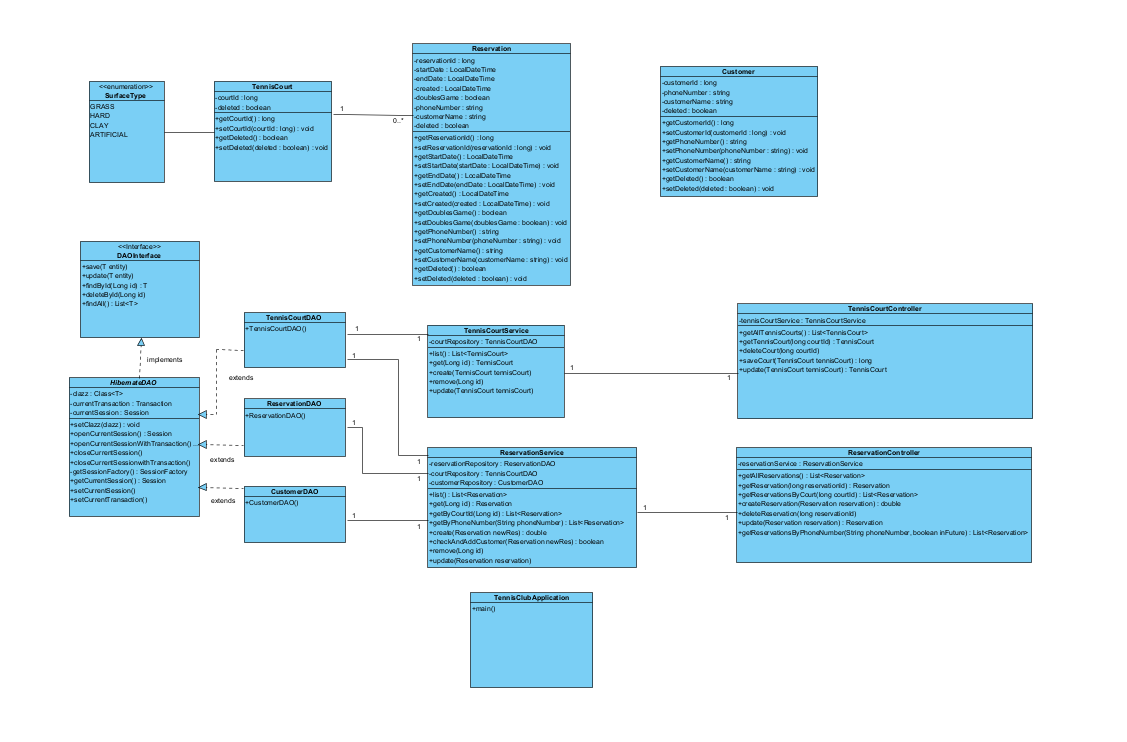 <<enumeration>>
SurfaceType
GRASS
HARD
CLAY
ARTIFICIAL
TennisCourt
-courtId : long
-deleted : boolean
+getCourtId() : long
+setCourtId(courtId : long) : void
+getDeleted() : boolean
+setDeleted(deleted : boolean) : void
1
0..*
Reservation
-reservationId : long
-startDate : LocalDateTime
-endDate : LocalDateTime
-created : LocalDateTime
-doublesGame : boolean
-phoneNumber : string
-customerName : string
-deleted : boolean
+getReservationId() : long
+setReservationId(reservationId : long) : void
+getStartDate() : LocalDateTime
+setStartDate(startDate : LocalDateTime) : void
+getEndDate() : LocalDateTime
+setEndDate(endDate : LocalDateTime) : void
+getCreated() : LocalDateTime
+setCreated(created : LocalDateTime) : void
+getDoublesGame() : boolean
+setDoublesGame(doublesGame : boolean) : void
+getPhoneNumber() : string
+setPhoneNumber(phoneNumber : string) : void
+getCustomerName() : string
+setCustomerName(customerName : string) : void
+getDeleted() : boolean
+setDeleted(deleted : boolean) : void
Customer
-customerId : long
-phoneNumber : string
-customerName : string
-deleted : boolean
+getCustomerId() : long
+setCustomerId(customerId : long) : void
+getPhoneNumber() : string
+setPhoneNumber(phoneNumber : string) : void
+getCustomerName() : string
+setCustomerName(customerName : string) : void
+getDeleted() : boolean
+setDeleted(deleted : boolean) : void
<<Interface>>
DAOInterface
+save(T entity)
+update(T entity)
+findById(Long id) : T
+deleteById(Long id)
+findAll() : List<T>
implements
HibernateDAO
-clazz : Class<T>
-currentTransaction : Transaction
-currentSession : Session
+setClazz(clazz) : void
+openCurrentSession() : Session
+openCurrentSessionWithTransaction() ...
+closeCurrentSession()
+closeCurrentSessionwithTransaction()
-getSessionFactory() : SessionFactory
+getCurrentSession() : Session
+setCurrentSession()
+setCurrentTransaction()
extends
extends
extends
TennisCourtDAO
+TennisCourtDAO()
1
1
ReservationDAO
+ReservationDAO()
1
CustomerDAO
+CustomerDAO()
1
TennisCourtService
-courtRepository : TennisCourtDAO
+list() : List<TennisCourt>
+get(Long id) : TennisCourt
+create(TennisCourt tennisCourt)
+remove(Long id)
+update(TennisCourt tennisCourt)
1
1
TennisCourtController
-tennisCourtService : TennisCourtService
+getAllTennisCourts() : List<TennisCourt>
+getTennisCourt(long courtId) : TennisCourt
+deleteCourt(long courtId)
+saveCourt(TennisCourt tennisCourt) : long
+update(TennisCourt tennisCourt) : TennisCourt
1
1
1
ReservationService
-reservationRepository : ReservationDAO
-courtRepository : TennisCourtDAO
-customerRepository : CustomerDAO
+list() : List<Reservation>
+get(Long id) : Reservation
+getByCourtId(Long id) : List<Reservation>
+getByPhoneNumber(String phoneNumber) : List<Reservation>
+create(Reservation newRes) : double
+checkAndAddCustomer(Reservation newRes) : boolean
+remove(Long id)
+update(Reservation reservation)
1
1
ReservationController
-reservationService : ReservationService
+getAllReservations() : List<Reservation>
+getReservation(long reservationId) : Reservation
+getReservationsByCourt(long courtId) : List<Reservation>
+createReservation(Reservation reservation) : double
+deleteReservation(long reservationId)
+update(Reservation reservation) : Reservation
+getReservationsByPhoneNumber(String phoneNumber, boolean inFuture) : List<Reservation>
TennisClubApplication
+main()